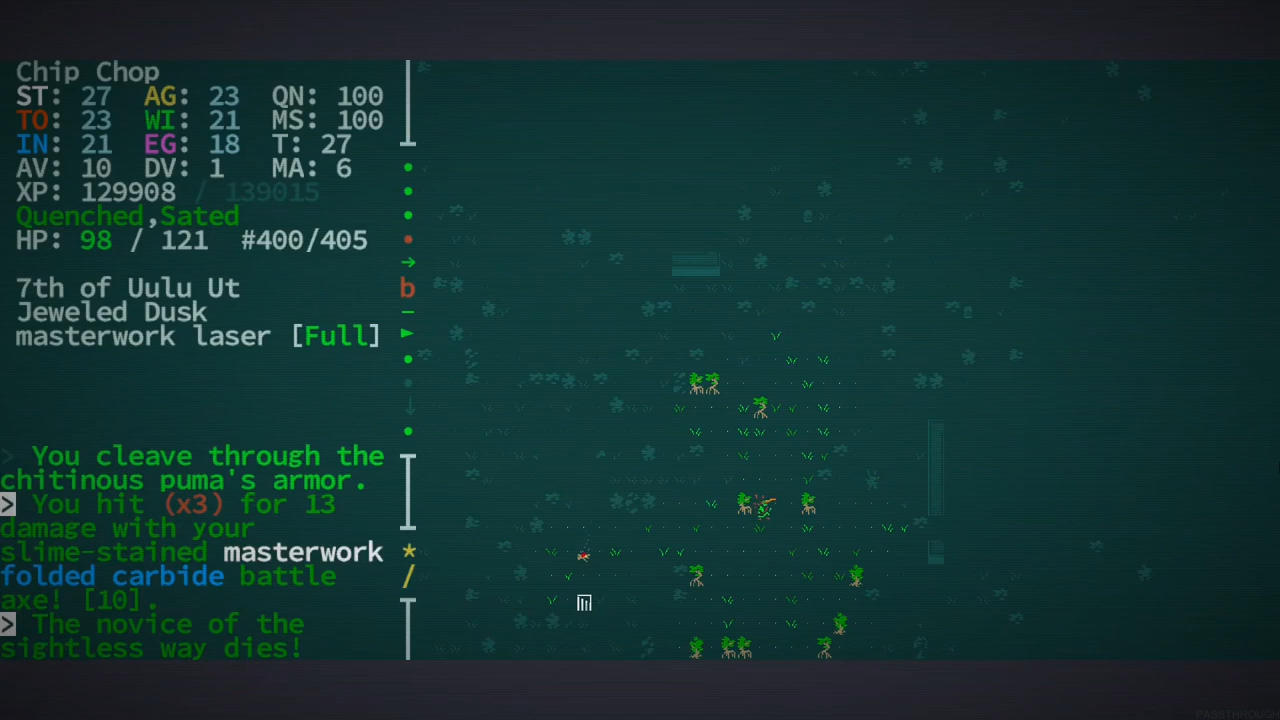 Chip Chop
ST: 27 AG: 23 QN: 100
TO: 23 WI: 21 MS: 100
IN: 21 EG: 18 T: 27
AV: 10 DV: 1 MA: 6
XP: 129908 / 139015
Quenched,Sated
HP: 98 / 121 #400/405
7th of Uulu Ut
Jeweled Dusk
masterwork laser [Full]
b
> You cleave through the
chitinous puma's armor.
> You hit (x3) for 13
damage with your
slime-stained masterwork
folded carbide battle
axe! [10].
> The novice of the
sightless way dies!